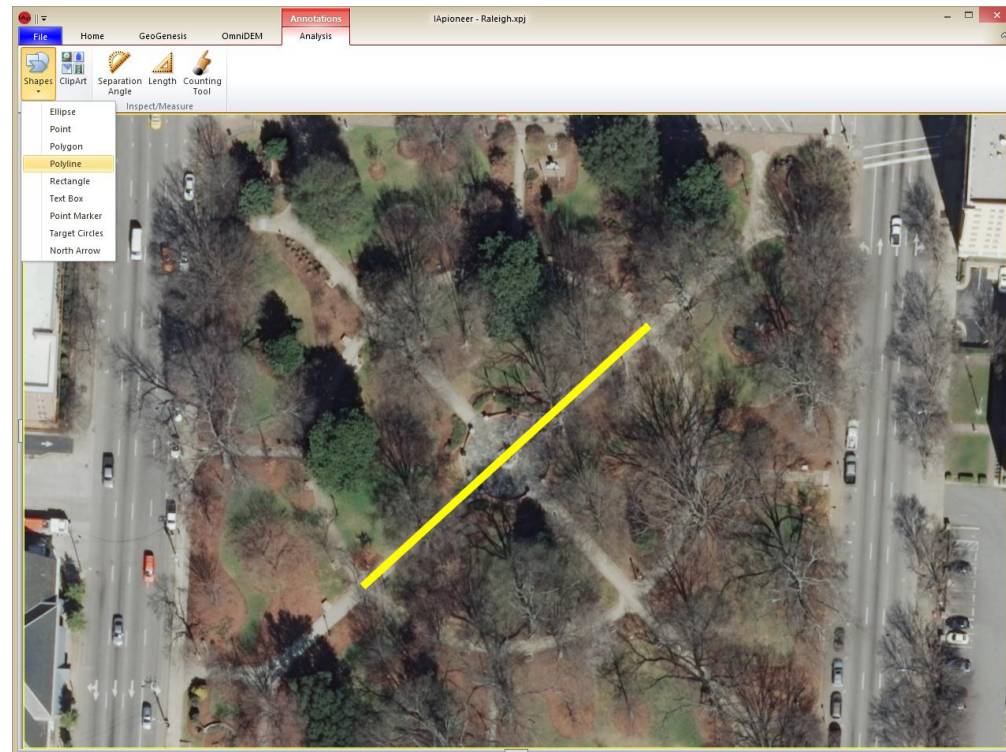 IAp
Annotations
IApioneer - Raleigh.xpj
File Home GeoGenesis OmniDEM Analysis
Shapes ClipArt Separation Angle Length Counting Tool
Inspect/Measure
Ellipse
Point
Polygon
Polyline
Rectangle
Text Box
Point Marker
Target Circles
North Arrow